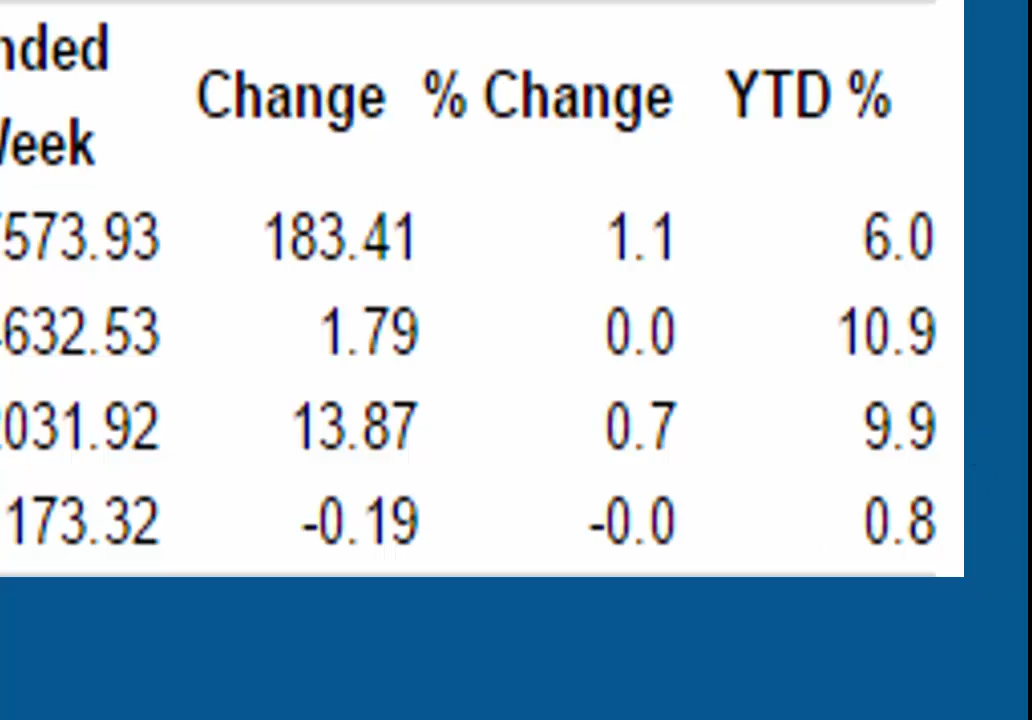 nded
Week
Change % Change YTD %
573.93 183.41 1.1 6.0
632.53 1.79 0.0 10.9
031.92 13.87 0.7 9.9
173.32 -0.19 -0.0 0.8